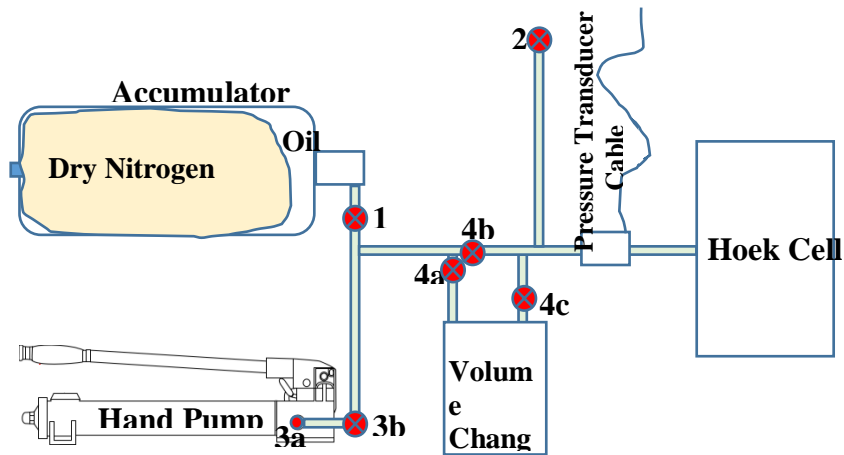 2
Pressure Transducer
Cable
Accumulator
Oil
Dry Nitrogen
1
4b
4a
Hoek Cell
4c
Volum
e
Chang
Hand Pump
3a
3b